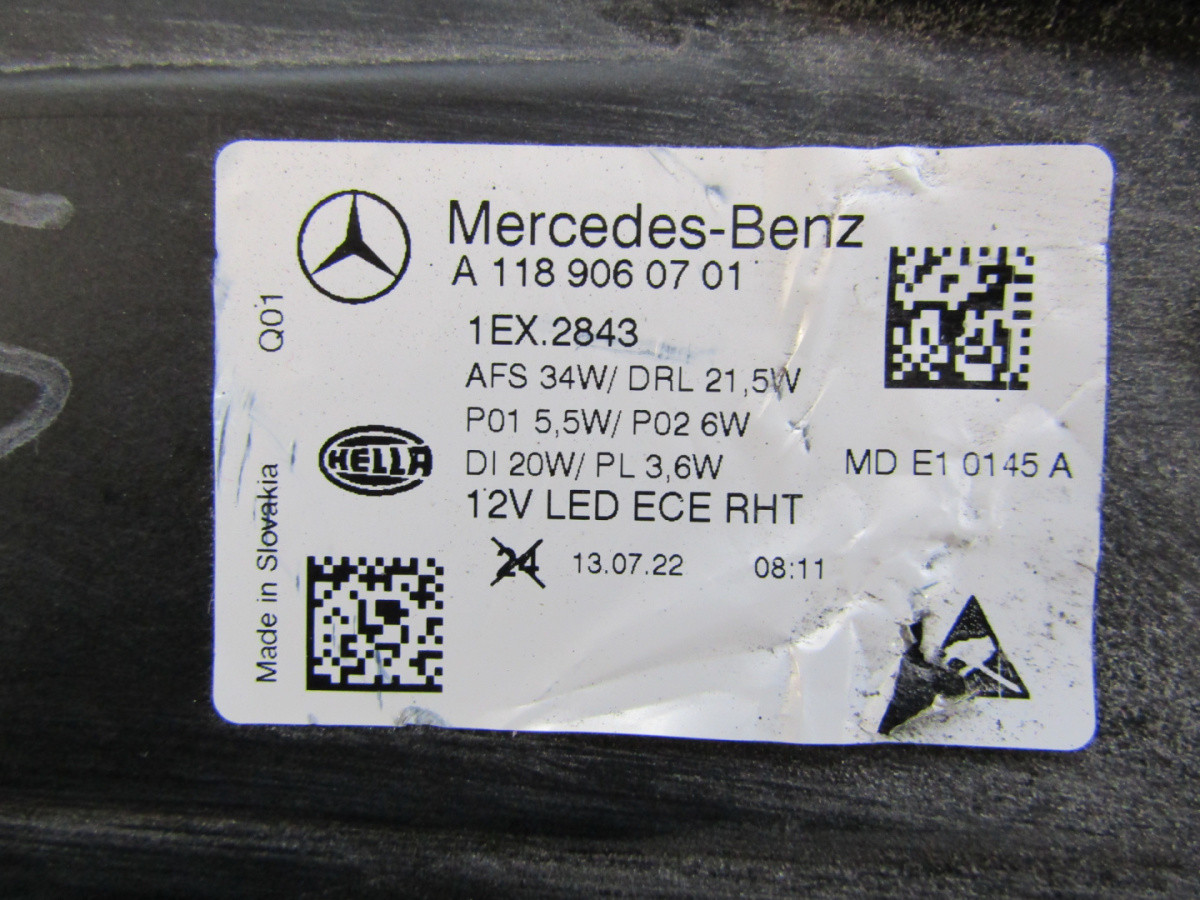 Mercedes-Benz
A 118 906 07 01
1EX.2843
AFS 34W/ DRL 21,5W
P01 5,5W/ P02 6W
DI 20W/ PL 3,6W
MD E1 0145 A
12V LED ECE RHT
24 13.07.22 08:11
HELLA
Q01
Made in Slovakia